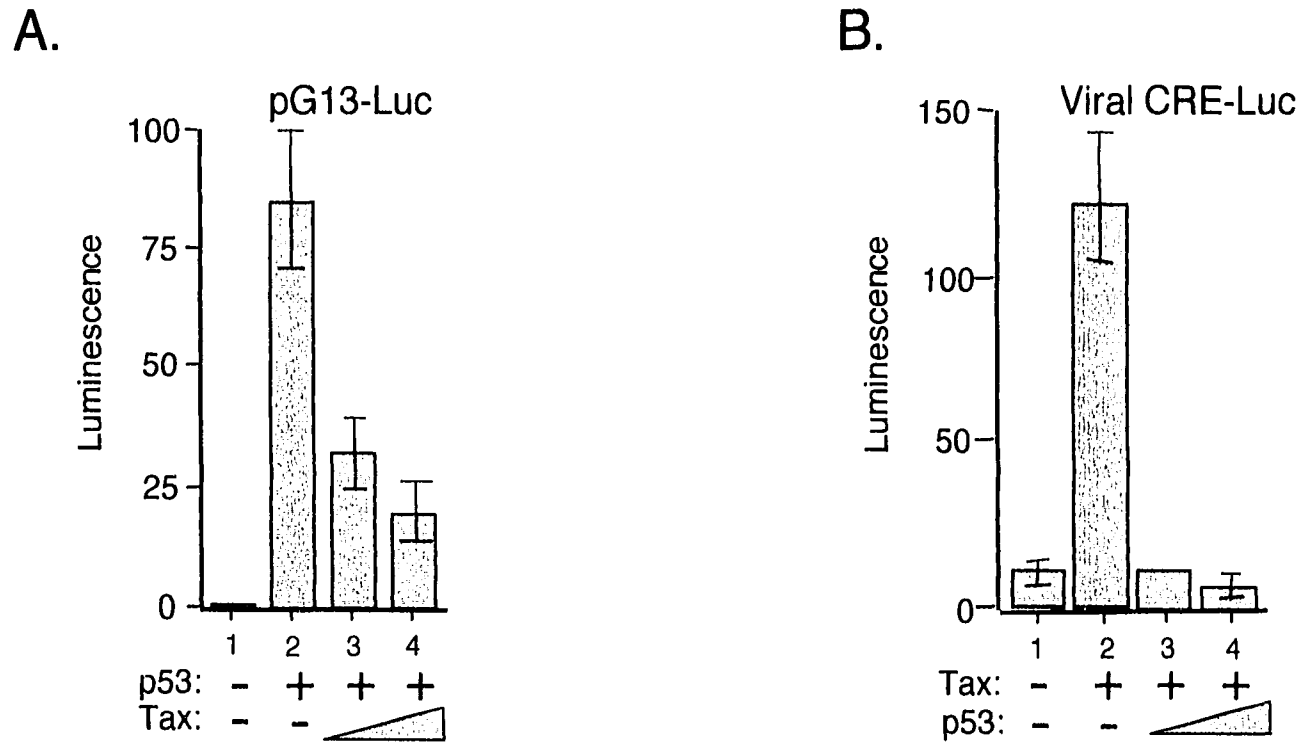 A.
pG13-Luc
Luminescence
100
75
50
25
0
1 2 3 4
p53: - + + +
Tax: - -
B.
Viral CRE-Luc
Luminescence
150
100
50
0
1 2 3 4
Tax: - + + +
p53: - -